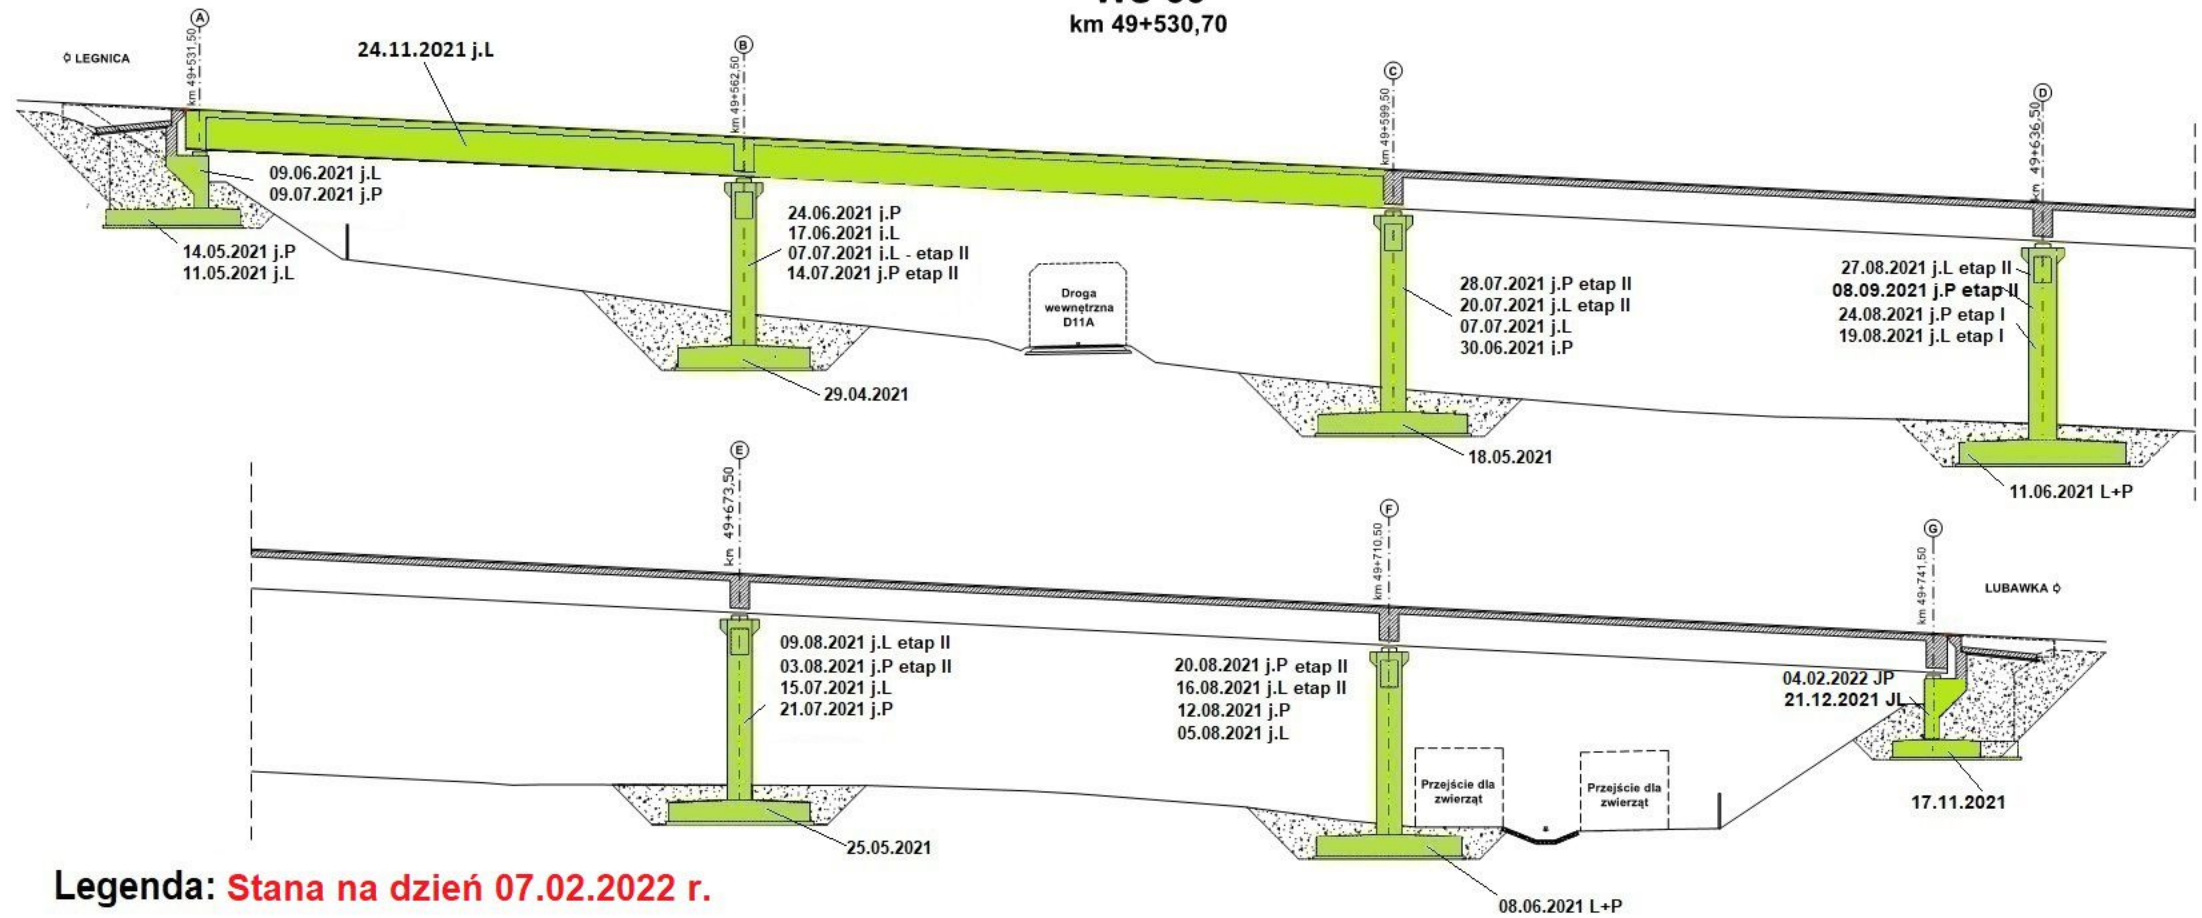 km 49+530,70
A
B
C
D
km 49+531,50
km 49+562,50
km 49+599,50
km 49+636,50
LEGNICA
24.11.2021 j.L
09.06.2021 j.L
09.07.2021 j.P
14.05.2021 j.P
11.05.2021 j.L
24.06.2021 j.P
17.06.2021 j.L
07.07.2021 j.L - etap II
14.07.2021 j.P etap II
29.04.2021
Droga
wewnętrzna
D11A
28.07.2021 j.P etap II
20.07.2021 j.L etap II
07.07.2021 j.L
30.06.2021 j.P
18.05.2021
27.08.2021 j.L etap II
08.09.2021 j.P etap II
24.08.2021 j.P etap I
19.08.2021 j.L etap I
11.06.2021 L+P
E
F
G
km 49+673,50
km 49+710,50
km 49+741,50
LUBAWKA
09.08.2021 j.L etap II
03.08.2021 j.P etap II
15.07.2021 j.L
21.07.2021 j.P
25.05.2021
20.08.2021 j.P etap II
16.08.2021 j.L etap II
12.08.2021 j.P
05.08.2021 j.L
Przejście dla
zwierząt
Przejście dla
zwierząt
04.02.2022 JP
21.12.2021 JL
17.11.2021
08.06.2021 L+P
Legenda: Stana na dzień 07.02.2022 r.